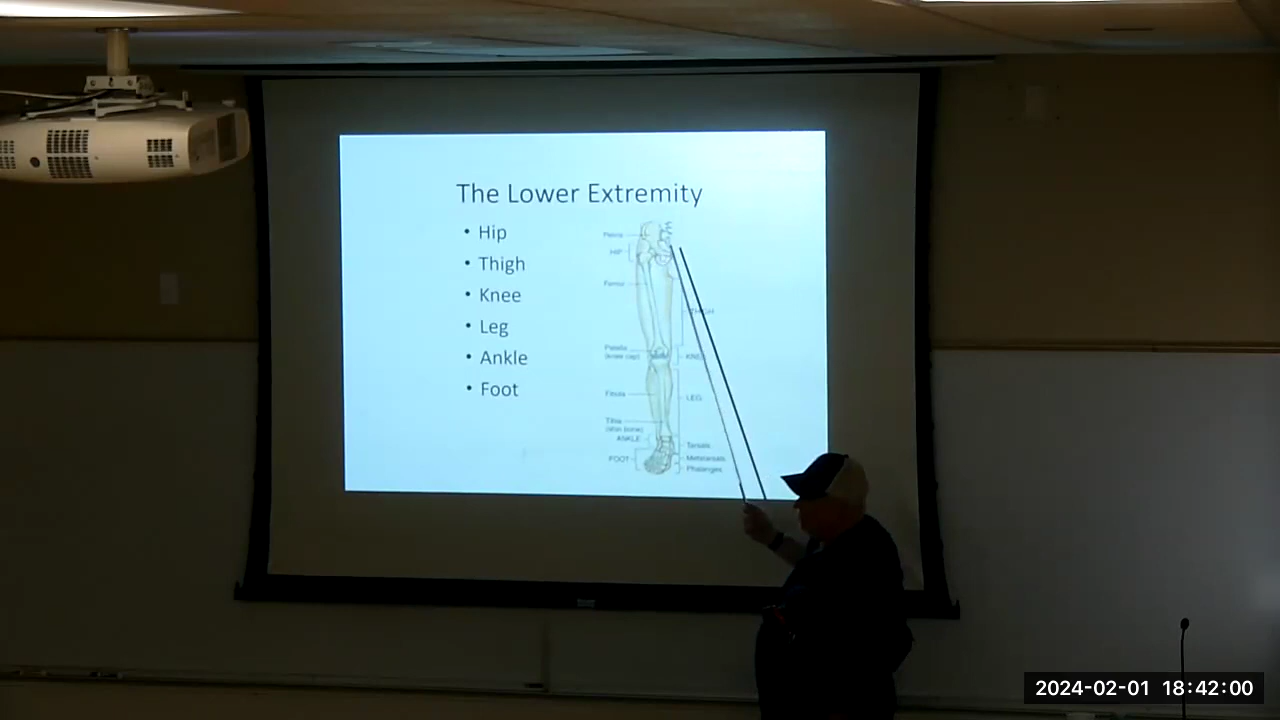 The Lower Extremity
• Hip
• Thigh
• Knee
• Leg
• Ankle
• Foot
Pelvis
HIP
Femur
THIGH
Patella
(knee cap)
KNEE
Fibula
LEG
Tibia
(shin bone)
ANKLE
Tarsals
FOOT
Metatarsals
Phalanges
2024-02-01 18:42:00